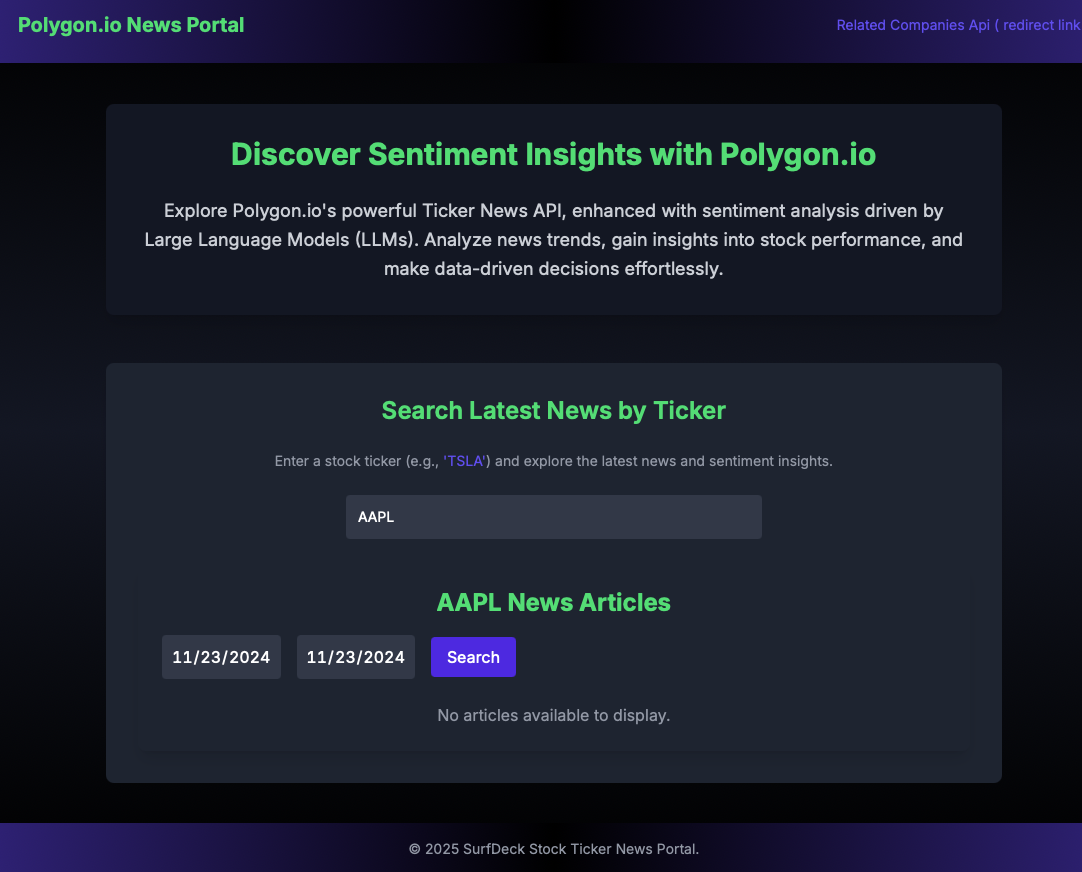 Polygon.io News Portal
Related Companies Api ( redirect link
Discover Sentiment Insights with Polygon.io
Explore Polygon.io's powerful Ticker News API, enhanced with sentiment analysis driven by
Large Language Models (LLMs). Analyze news trends, gain insights into stock performance, and
make data-driven decisions effortlessly.
Search Latest News by Ticker
Enter a stock ticker (e.g., 'TSLA') and explore the latest news and sentiment insights.
AAPL
AAPL News Articles
11/23/2024 11/23/2024 Search
No articles available to display.
© 2025 SurfDeck Stock Ticker News Portal.